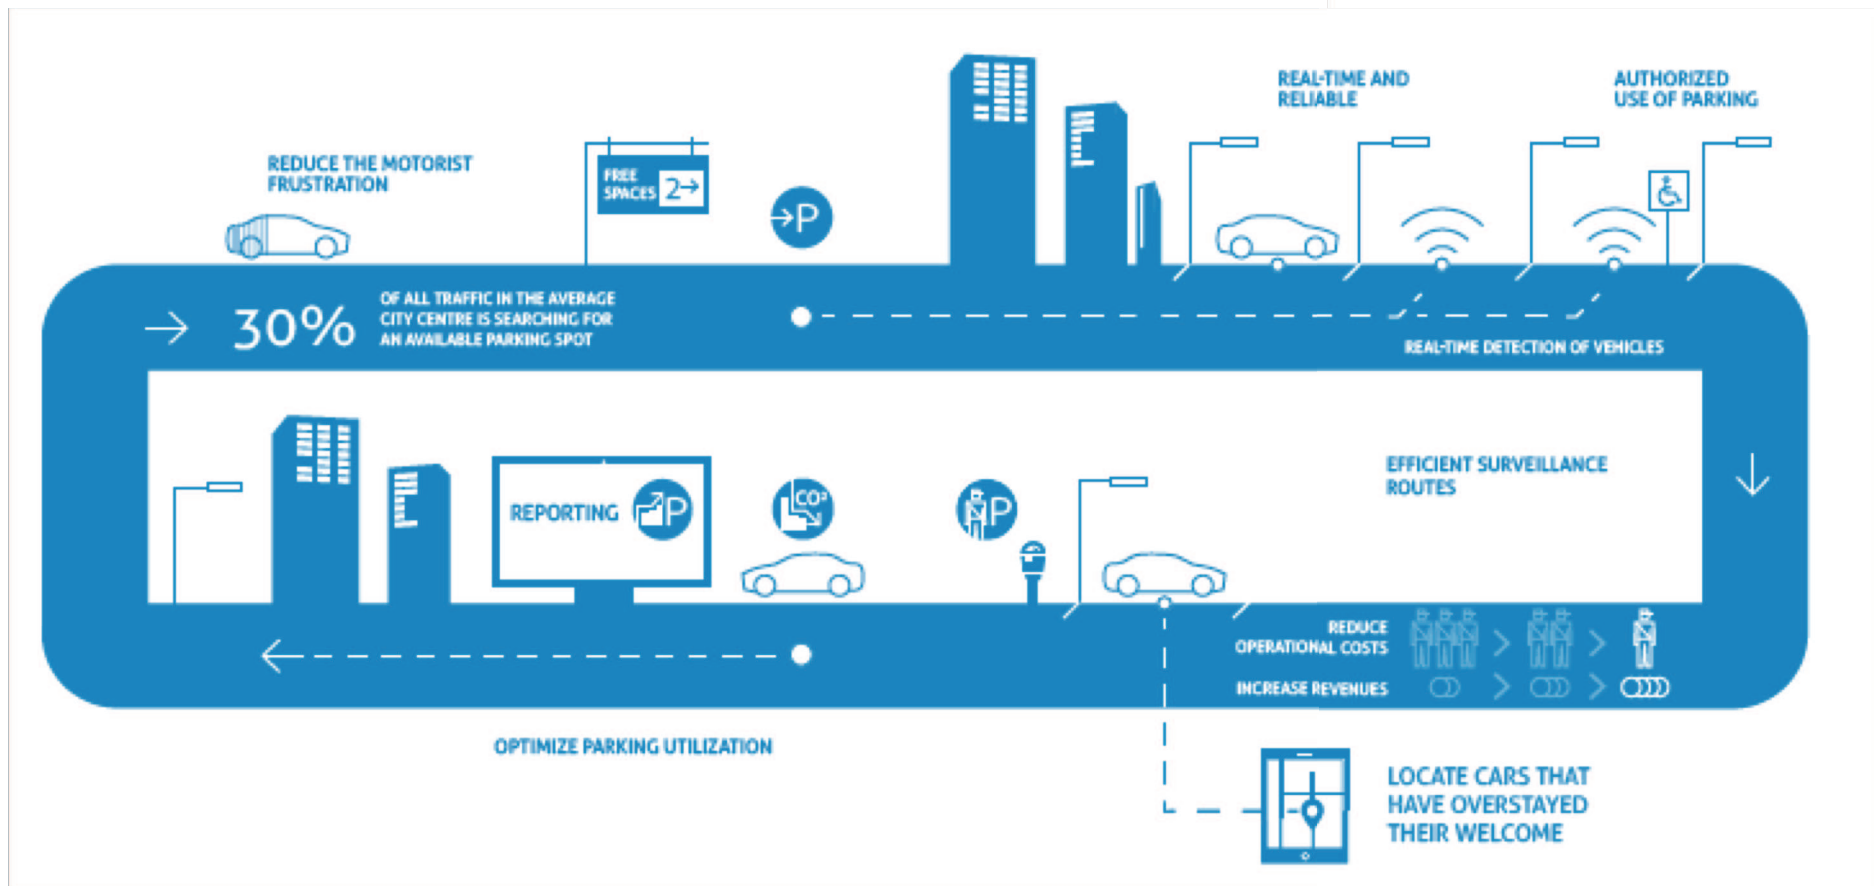 REDUCE THE MOTORIST
FRUSTRATION
FREE
SPACES
2→
→P
REAL-TIME AND
RELIABLE
AUTHORIZED
USE OF PARKING
30%
OF ALL TRAFFIC IN THE AVERAGE
CITY CENTRE IS SEARCHING FOR
AN AVAILABLE PARKING SPOT
REAL-TIME DETECTION OF VEHICLES
REPORTING
P
CO²
P
EFFICIENT SURVEILLANCE
ROUTES
REDUCE
OPERATIONAL COSTS
INCREASE REVENUES
OPTIMIZE PARKING UTILIZATION
LOCATE CARS THAT
HAVE OVERSTAYED
THEIR WELCOME